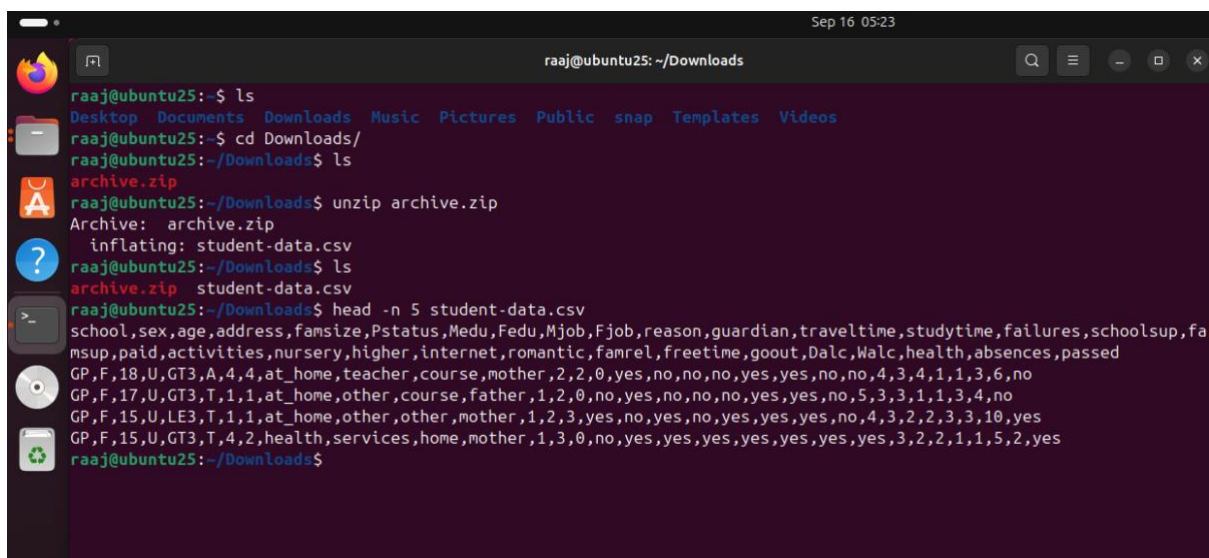 Sep 16 05:23
raaj@ubuntu25: ~/Downloads
raaj@ubuntu25:~$ ls
Desktop Documents Downloads Music Pictures Public snap Templates Videos
raaj@ubuntu25:~$ cd Downloads/
raaj@ubuntu25:~/Downloads$ ls
archive.zip
raaj@ubuntu25:~/Downloads$ unzip archive.zip
Archive:  archive.zip
  inflating: student-data.csv
raaj@ubuntu25:~/Downloads$ ls
archive.zip  student-data.csv
raaj@ubuntu25:~/Downloads$ head -n 5 student-data.csv
school,sex,age,address,famsize,Pstatus,Medu,Fedu,Mjob,Fjob,reason,guardian,traveltime,studytime,failures,schoolsup,fa
msup,paid,activities,nursery,higher,internet,romantic,famrel,freetime,goout,Dalc,Walc,health,absences,passed
GP,F,18,U,GT3,A,4,4,at_home,teacher,course,mother,2,2,0,yes,no,no,no,yes,yes,no,no,4,3,4,1,1,3,6,no
GP,F,17,U,GT3,T,1,1,at_home,other,course,father,1,2,0,no,yes,no,no,no,yes,yes,no,5,3,3,1,1,3,4,no
GP,F,15,U,LE3,T,1,1,at_home,other,other,mother,1,2,3,yes,no,yes,no,yes,yes,yes,no,4,3,2,2,3,3,10,yes
GP,F,15,U,GT3,T,4,2,health,services,home,mother,1,3,0,no,yes,yes,yes,yes,yes,yes,yes,3,2,2,1,1,5,2,yes
raaj@ubuntu25:~/Downloads$